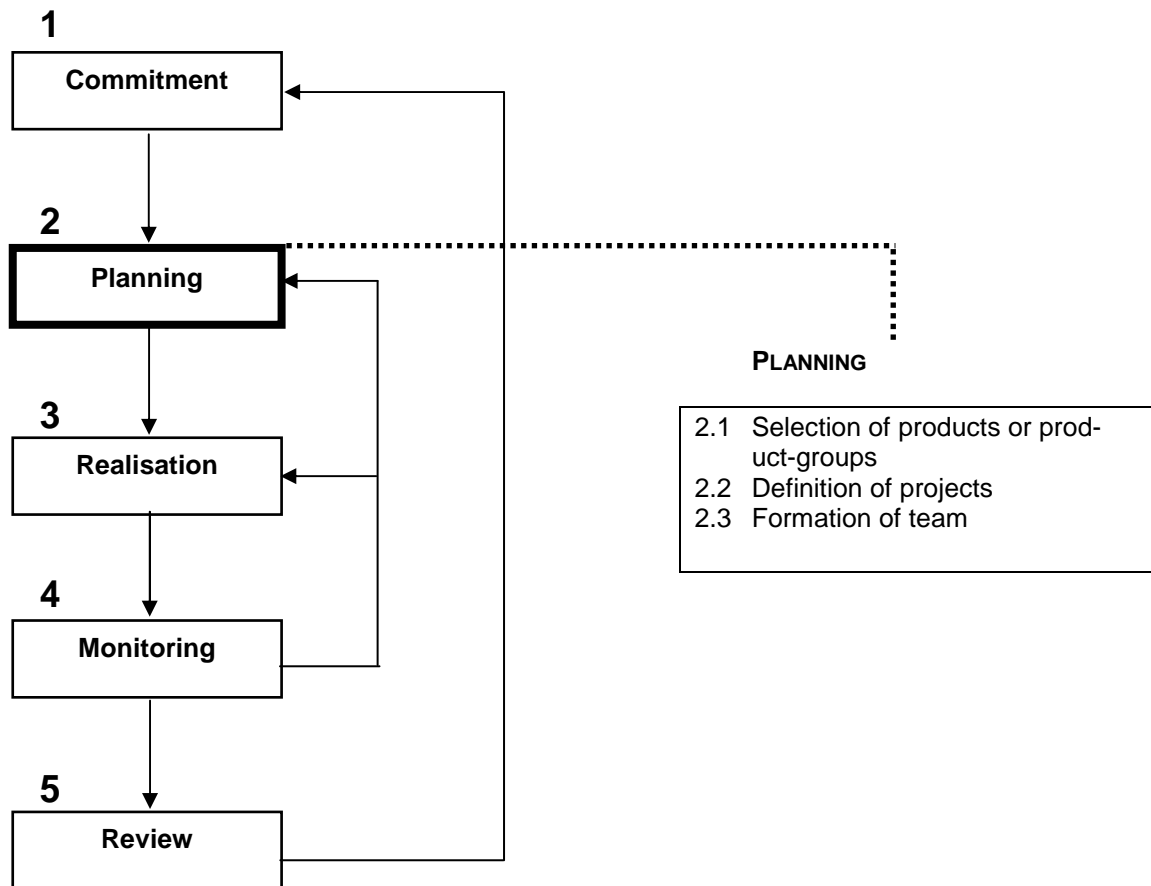 1
Commitment
2
Planning
3
Realisation
4
Monitoring
5
Review
PLANNING
2.1 Selection of products or prod-
uct-groups
2.2 Definition of projects
2.3 Formation of team